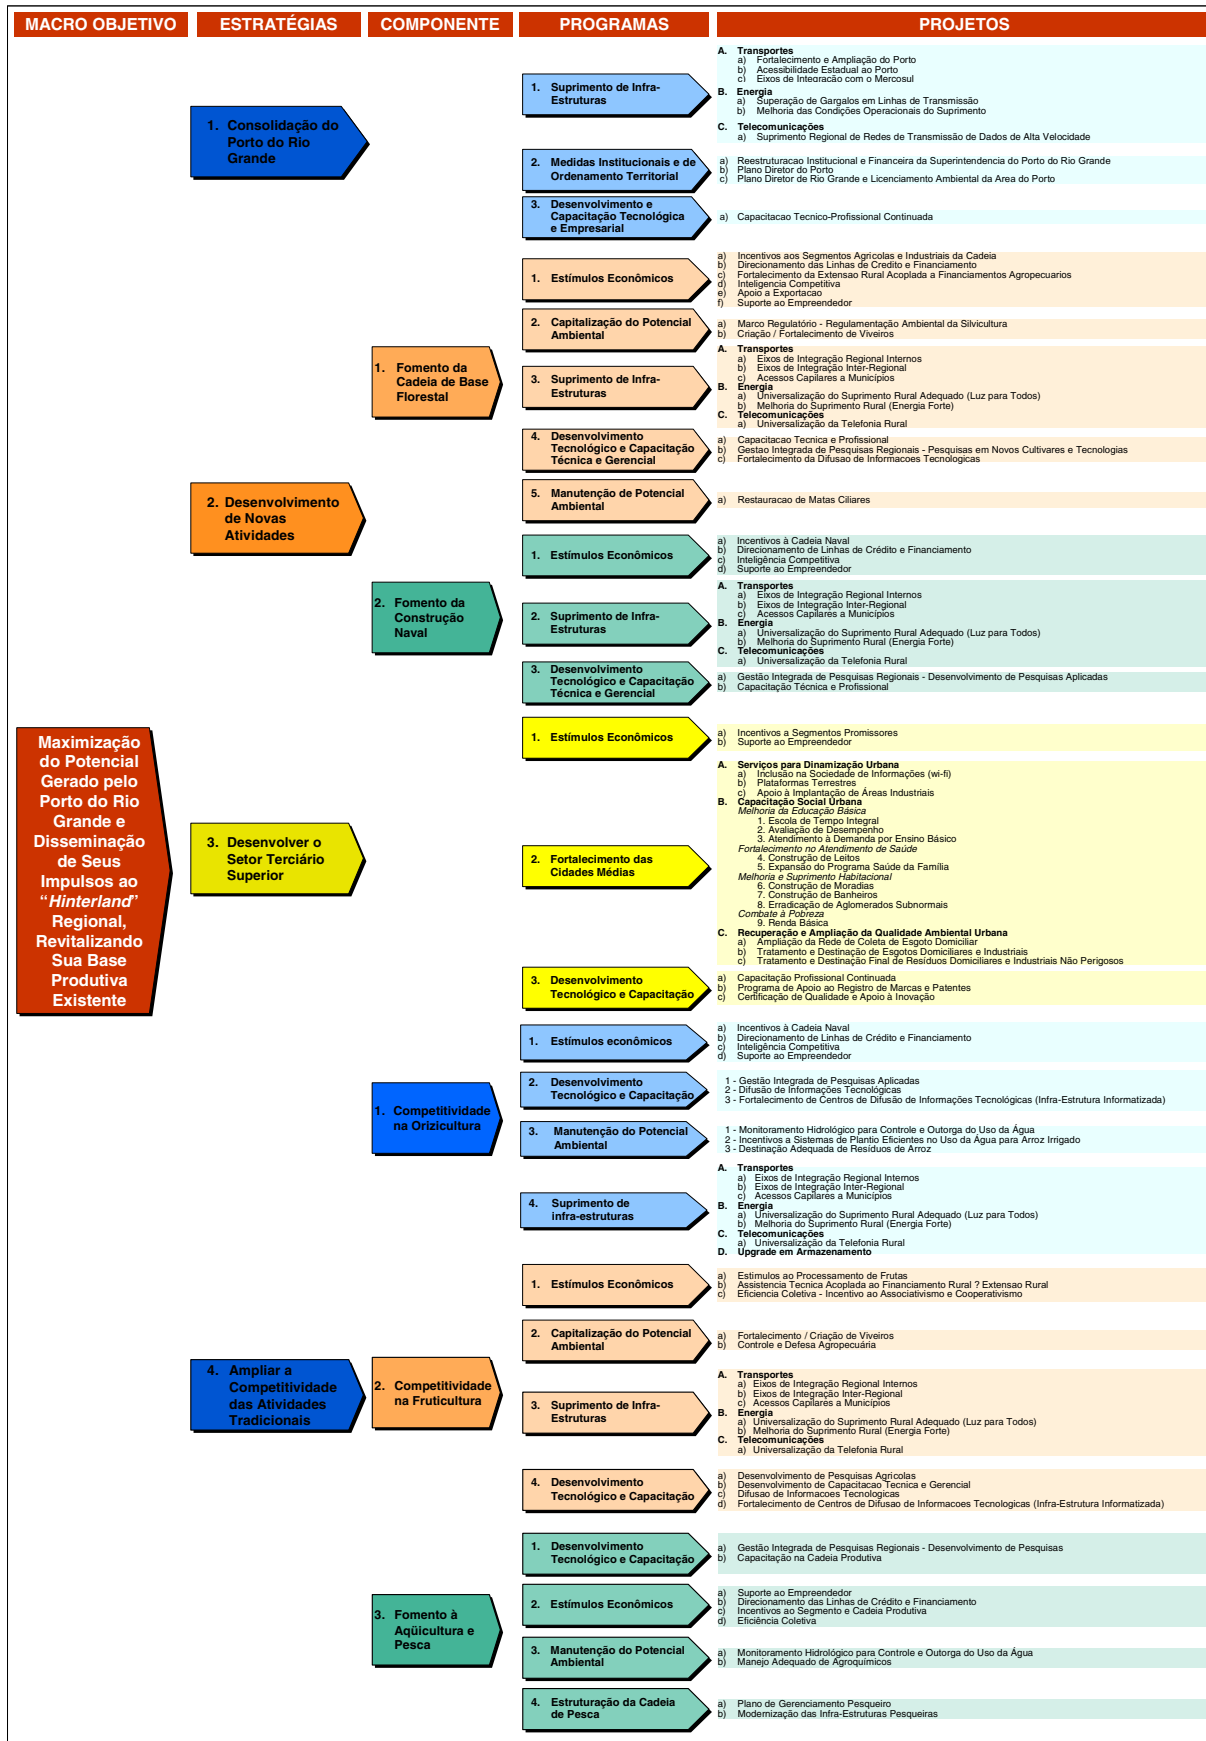 MACRO OBJETIVO
ESTRATÉGIAS
COMPONENTE
PROGRAMAS
PROJETOS
Maximização
do Potencial
Gerado pelo
Porto do Rio
Grande e
Disseminação
de Seus
Impulsos ao
“Hinterland”
Regional,
Revitalizando
Sua Base
Produtiva
Existente
1. Consolidação do
Porto do Rio
Grande
1. Suprimento de Infra-
Estruturas
A. Transportes
a) Fortalecimento e Ampliação do Porto
b) Acessibilidade Estadual ao Porto
c) Eixos de Integração com o Mercosul
B. Energia
a) Superação de Gargalos em Linhas de Transmissão
b) Melhoria das Condições Operacionais do Suprimento
C. Telecomunicações
a) Suprimento Regional de Redes de Transmissão de Dados de Alta Velocidade
2. Medidas Institucionais e de
Ordenamento Territorial
a) Reestruturacao Institucional e Financeira da Superintendencia do Porto do Rio Grande
b) Plano Diretor do Porto
c) Plano Diretor de Rio Grande e Licenciamento Ambiental da Area do Porto
3. Desenvolvimento e
Capacitação Tecnológica
e Empresarial
a) Capacitacao Tecnico-Profissional Continuada
2. Desenvolvimento
de Novas
Atividades
1. Fomento da
Cadeia de Base
Florestal
1. Estímulos Econômicos
a) Incentivos aos Segmentos Agricolas e Industriais da Cadeia
b) Direcionamento das Linhas de Credito e Financiamento
c) Fortalecimento da Extensao Rural Acoplada a Financiamentos Agropecuarios
d) Inteligencia Competitiva
e) Apoio a Exportacao
f) Suporte ao Empreendedor
2. Capitalização do Potencial
Ambiental
a) Marco Regulatório - Regulamentação Ambiental da Silvicultura
b) Criação / Fortalecimento de Viveiros
3. Suprimento de Infra-
Estruturas
A. Transportes
a) Eixos de Integração Regional Internos
b) Eixos de Integração Inter-Regional
c) Acessos Capilares a Municípios
B. Energia
a) Universalização do Suprimento Rural Adequado (Luz para Todos)
b) Melhoria do Suprimento Rural (Energia Forte)
C. Telecomunicações
a) Universalização da Telefonia Rural
4. Desenvolvimento
Tecnológico e Capacitação
Técnica e Gerencial
a) Capacitacao Tecnica e Profissional
b) Gestao Integrada de Pesquisas Regionais - Pesquisas em Novos Cultivares e Tecnologias
c) Fortalecimento da Difusao de Informacoes Tecnologicas
5. Manutenção de Potencial
Ambiental
a) Restauracao de Matas Ciliares
2. Fomento da
Construção
Naval
1. Estímulos Econômicos
a) Incentivos à Cadeia Naval
b) Direcionamento de Linhas de Crédito e Financiamento
c) Inteligência Competitiva
d) Suporte ao Empreendedor
2. Suprimento de Infra-
Estruturas
A. Transportes
a) Eixos de Integração Regional Internos
b) Eixos de Integração Inter-Regional
c) Acessos Capilares a Municípios
B. Energia
a) Universalização do Suprimento Rural Adequado (Luz para Todos)
b) Melhoria do Suprimento Rural (Energia Forte)
C. Telecomunicações
a) Universalização da Telefonia Rural
3. Desenvolvimento
Tecnológico e Capacitação
Técnica e Gerencial
a) Gestão Integrada de Pesquisas Regionais - Desenvolvimento de Pesquisas Aplicadas
b) Capacitação Técnica e Profissional
3. Desenvolver o
Setor Terciário
Superior
1. Estímulos Econômicos
a) Incentivos a Segmentos Promissores
b) Suporte ao Empreendedor
2. Fortalecimento das
Cidades Médias
A. Serviços para Dinamização Urbana
a) Inclusão na Sociedade de Informações (wi-fi)
b) Plataformas Terrestres
c) Apoio à Implantação de Áreas Industriais
B. Capacitação Social Urbana
Melhoria da Educação Básica
1. Escola de Tempo Integral
2. Avaliação de Desempenho
3. Atendimento à Demanda por Ensino Básico
Fortalecimento no Atendimento de Saúde
4. Construção de Leitos
5. Expansão do Programa Saúde da Família
Melhoria e Suprimento Habitacional
6. Construção de Moradias
7. Construção de Banheiros
8. Erradicação de Aglomerados Subnormais
Combate à Pobreza
9. Renda Básica
C. Recuperação e Ampliação da Qualidade Ambiental Urbana
a) Ampliação da Rede de Coleta de Esgoto Domiciliar
b) Tratamento e Destinação de Esgotos Domiciliares e Industriais
c) Tratamento e Destinação Final de Resíduos Domiciliares e Industriais Não Perigosos
3. Desenvolvimento
Tecnológico e Capacitação
a) Capacitação Profissional Continuada
b) Programa de Apoio ao Registro de Marcas e Patentes
c) Certificação de Qualidade e Apoio à Inovação
4. Ampliar a
Competitividade
das Atividades
Tradicionais
1. Competitividade
na Orizicultura
1. Estímulos econômicos
a) Incentivos à Cadeia Naval
b) Direcionamento de Linhas de Crédito e Financiamento
c) Inteligência Competitiva
d) Suporte ao Empreendedor
2. Desenvolvimento
Tecnológico e Capacitação
1 - Gestão Integrada de Pesquisas Aplicadas
2 - Difusão de Informações Tecnológicas
3 - Fortalecimento de Centros de Difusão de Informações Tecnológicas (Infra-Estrutura Informatizada)
3. Manutenção do Potencial
Ambiental
1 - Monitoramento Hidrológico para Controle e Outorga do Uso da Água
2 - Incentivos a Sistemas de Plantio Eficientes no Uso da Água para Arroz Irrigado
3 - Destinação Adequada de Resíduos de Arroz
4. Suprimento de
infra-estruturas
A. Transportes
a) Eixos de Integração Regional Internos
b) Eixos de Integração Inter-Regional
c) Acessos Capilares a Municípios
B. Energia
a) Universalização do Suprimento Rural Adequado (Luz para Todos)
b) Melhoria do Suprimento Rural (Energia Forte)
C. Telecomunicações
a) Universalização da Telefonia Rural
D. Upgrade em Armazenamento
2. Competitividade
na Fruticultura
1. Estímulos Econômicos
a) Estimulos ao Processamento de Frutas
b) Assistencia Tecnica Acoplada ao Financiamento Rural ? Extensao Rural
c) Eficiencia Coletiva - Incentivo ao Associativismo e Cooperativismo
2. Capitalização do Potencial
Ambiental
a) Fortalecimento / Criação de Viveiros
b) Controle e Defesa Agropecuária
3. Suprimento de Infra-
Estruturas
A. Transportes
a) Eixos de Integração Regional Internos
b) Eixos de Integração Inter-Regional
c) Acessos Capilares a Municípios
B. Energia
a) Universalização do Suprimento Rural Adequado (Luz para Todos)
b) Melhoria do Suprimento Rural (Energia Forte)
C. Telecomunicações
a) Universalização da Telefonia Rural
4. Desenvolvimento
Tecnológico e Capacitação
a) Desenvolvimento de Pesquisas Agricolas
b) Desenvolvimento de Capacitacao Tecnica e Gerencial
c) Difusao de Informacoes Tecnologicas
d) Fortalecimento de Centros de Difusao de Informacoes Tecnologicas (Infra-Estrutura Informatizada)
3. Fomento à
Aqüicultura e
Pesca
1. Desenvolvimento
Tecnológico e Capacitação
a) Gestão Integrada de Pesquisas Regionais - Desenvolvimento de Pesquisas
b) Capacitação na Cadeia Produtiva
2. Estímulos Econômicos
a) Suporte ao Empreendedor
b) Direcionamento das Linhas de Crédito e Financiamento
c) Incentivos ao Segmento e Cadeia Produtiva
d) Eficiência Coletiva
3. Manutenção do Potencial
Ambiental
a) Monitoramento Hidrológico para Controle e Outorga do Uso da Água
b) Manejo Adequado de Agroquímicos
4. Estruturação da Cadeia
de Pesca
a) Plano de Gerenciamento Pesqueiro
b) Modernização das Infra-Estruturas Pesqueiras